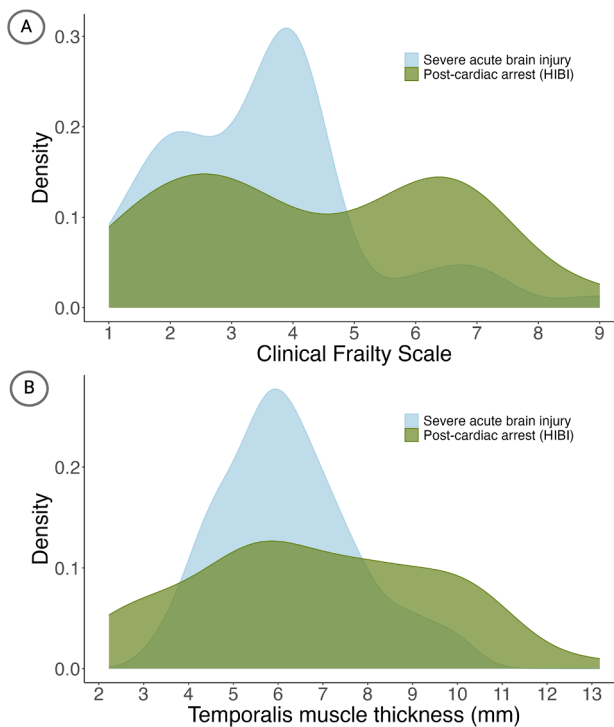 A
0.3
0.2
0.1
0.0
Density
Severe acute brain injury
Post-cardiac arrest (HIBI)
1 2 3 4 5 6 7 8 9
Clinical Frailty Scale
B
0.2
0.1
0.0
Density
Severe acute brain injury
Post-cardiac arrest (HIBI)
2 3 4 5 6 7 8 9 10 11 12 13
Temporalis muscle thickness (mm)